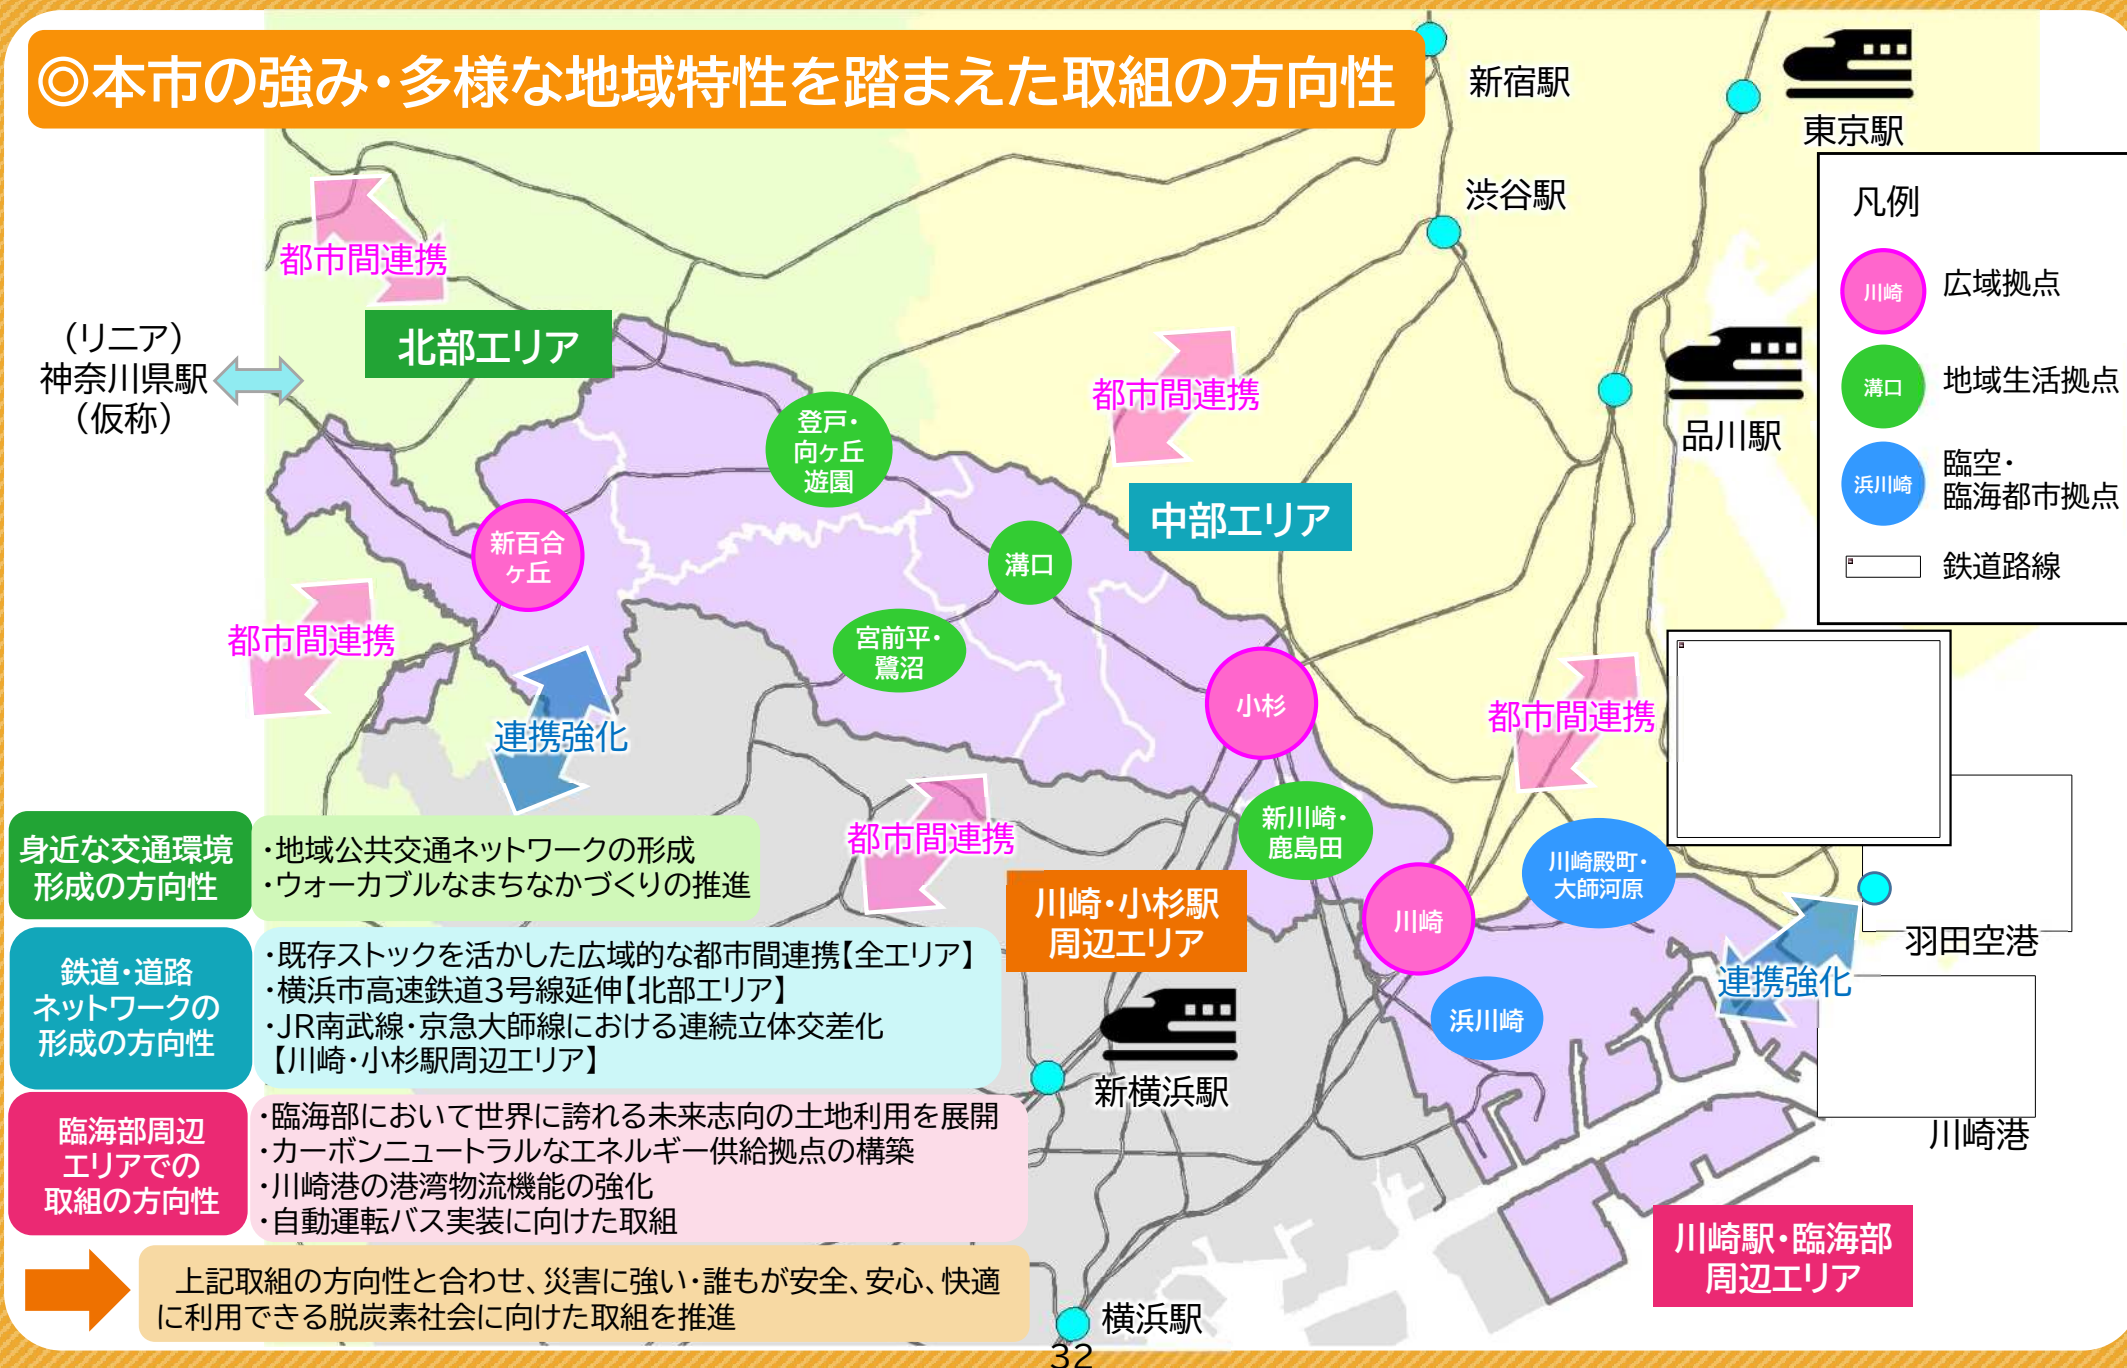 ◎本市の強み・多様な地域特性を踏まえた取組の方向性
新宿駅
東京駅
渋谷駅
凡例
川崎
広域拠点
溝口
地域生活拠点
浜川崎
臨空・
臨海都市拠点
鉄道路線
都市間連携
(リニア)
神奈川県駅
(仮称)
北部エリア
都市間連携
品川駅
登戸・
向ヶ丘
遊園
中部エリア
新百合
ヶ丘
溝口
都市間連携
宮前平・
鷺沼
小杉
都市間連携
連携強化
都市間連携
新川崎・
鹿島田
川崎殿町・
大師河原
川崎・小杉駅
周辺エリア
川崎
羽田空港
連携強化
浜川崎
新横浜駅
川崎港
川崎駅・臨海部
周辺エリア
横浜駅
身近な交通環境
形成の方向性
・地域公共交通ネットワークの形成
・ウォーカブルなまちなかづくりの推進
鉄道・道路
ネットワークの
形成の方向性
・既存ストックを活かした広域的な都市間連携【全エリア】
・横浜市高速鉄道3号線延伸【北部エリア】
・JR南武線・京急大師線における連続立体交差化
【川崎・小杉駅周辺エリア】
臨海部周辺
エリアでの
取組の方向性
・臨海部において世界に誇れる未来志向の土地利用を展開
・カーボンニュートラルなエネルギー供給拠点の構築
・川崎港の港湾物流機能の強化
・自動運転バス実装に向けた取組
上記取組の方向性と合わせ、災害に強い・誰もが安全、安心、快適
に利用できる脱炭素社会に向けた取組を推進
32